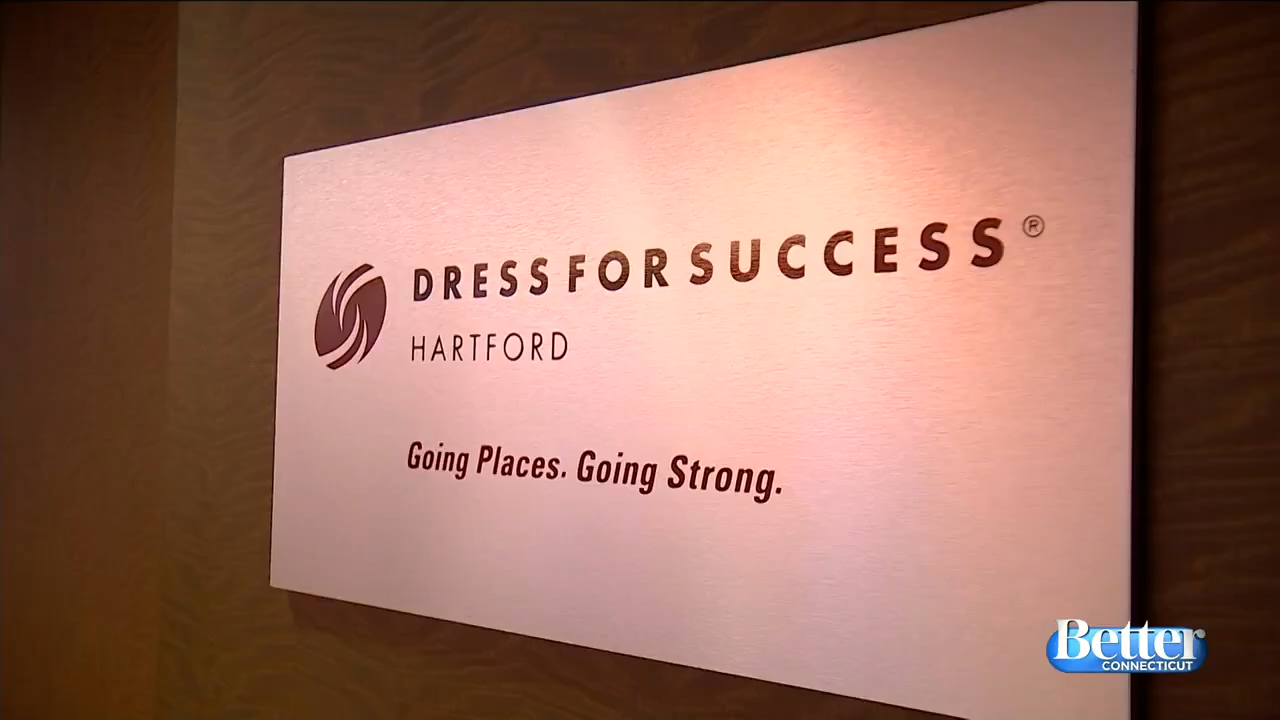 DRESS FOR SUCCESS®
HARTFORD
Going Places. Going Strong.
Better
CONNECTICUT